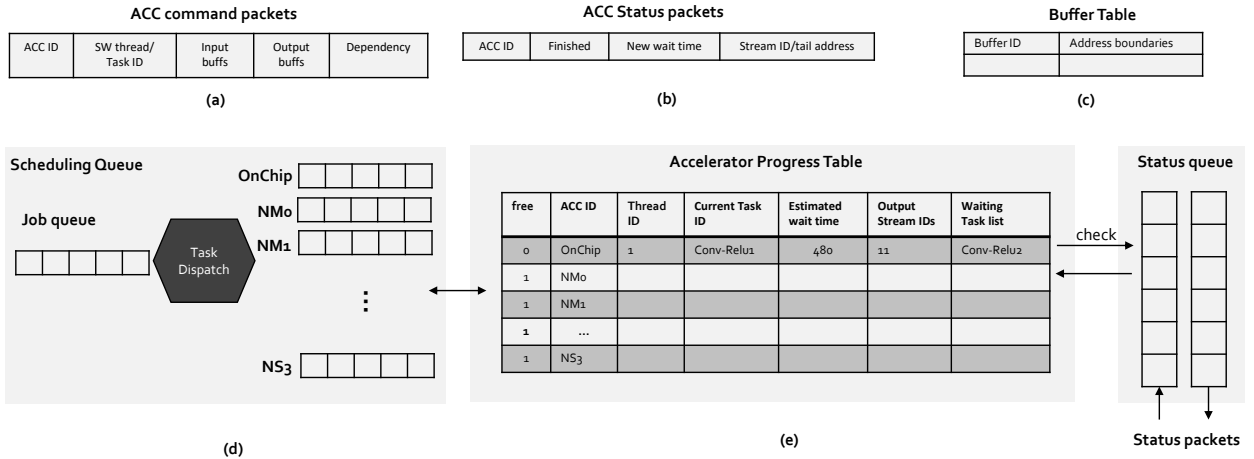 ACC command packets
ACC ID
SW thread/
Task ID
Input
buffs
Output
buffs
Dependency
(a)
ACC Status packets
ACC ID
Finished
New wait time
Stream ID/tail address
(b)
Buffer Table
Buffer ID
Address boundaries
(c)
Scheduling Queue
Job queue
Task
Dispatch
OnChip
NM0
NM1
⋮
NS3
(d)
Accelerator Progress Table
free
ACC ID
Thread
ID
Current Task
ID
Estimated
wait time
Output
Stream IDs
Waiting
Task list
0
OnChip
1
Conv-Relu1
480
11
Conv-Relu2
1
NM0
1
NM1
1
...
1
NS3
(e)
check
Status queue
Status packets